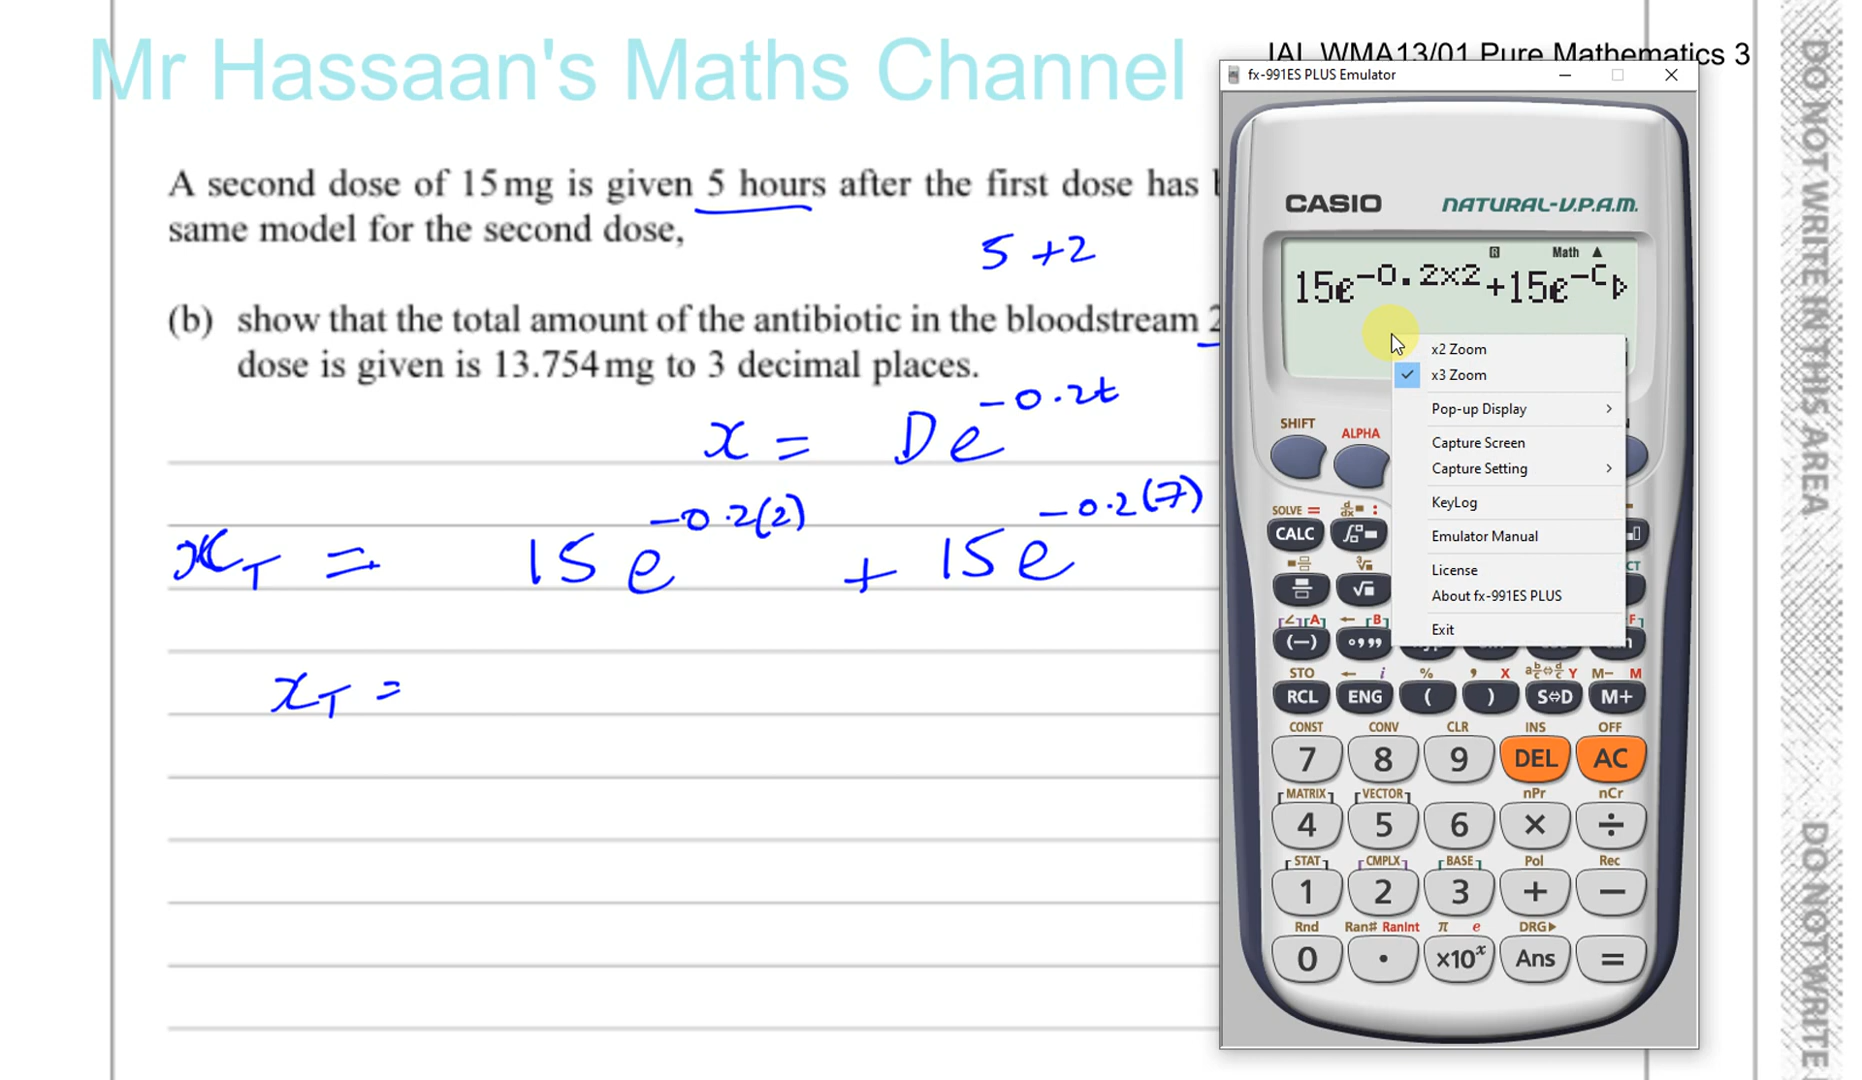 Mr Hassaan's Maths Channel
IAL WMA13/01 Pure Mathematics 3
fx-991ES PLUS Emulator
A second dose of 15 mg is given 5 hours after the first dose has
same model for the second dose,
5 +2
(b) show that the total amount of the antibiotic in the bloodstream 2
dose is given is 13.754 mg to 3 decimal places.
x = De^-0.2t
x_T = 15e^-0.2(2) + 15e^-0.2(7)
x_T =
CASIO NATURAL-V.P.A.M.
R Math ▲
15e^-0.2×2+15e^-
x2 Zoom
x3 Zoom
Pop-up Display
Capture Screen
Capture Setting
KeyLog
Emulator Manual
License
About fx-991ES PLUS
Exit
SHIFT ALPHA
SOLVE = d/dx :
CALC ∫
√
∠ A ← B F
(−) °,,,
STO ← i % , X a b/c⇔d/c Y M− M
RCL ENG ( ) S⇔D M+
CONST CONV CLR INS OFF
7 8 9 DEL AC
MATRIX VECTOR nPr nCr
4 5 6 × ÷
STAT CMPLX BASE Pol Rec
1 2 3 + −
Rnd Ran# RanInt π e DRG▶
0 . ×10^x Ans =
DO NOT WRITE IN THIS AREA
DO NOT WRITE